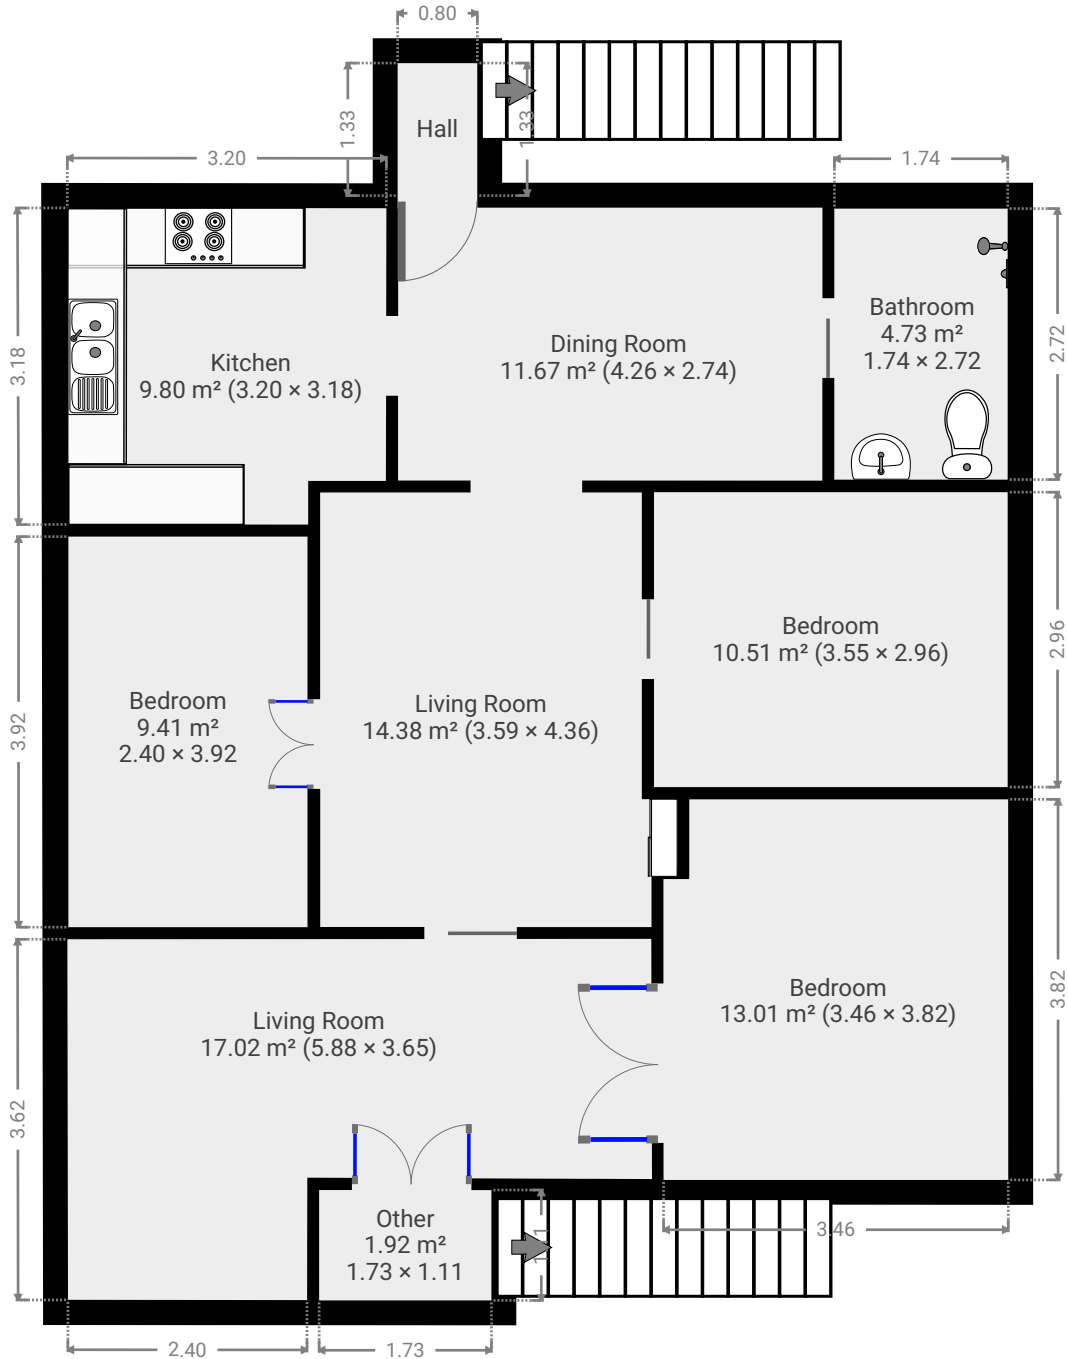 0.80
1.33
Hall
1.33
3.20
1.74
3.18
Kitchen
9.80 m² (3.20 × 3.18)
Dining Room
11.67 m² (4.26 × 2.74)
Bathroom
4.73 m²
1.74 × 2.72
2.72
3.92
Bedroom
9.41 m²
2.40 × 3.92
Living Room
14.38 m² (3.59 × 4.36)
Bedroom
10.51 m² (3.55 × 2.96)
2.96
Living Room
17.02 m² (5.88 × 3.65)
Bedroom
13.01 m² (3.46 × 3.82)
3.82
3.62
Other
1.92 m²
1.73 × 1.11
1.11
3.46
2.40
1.73